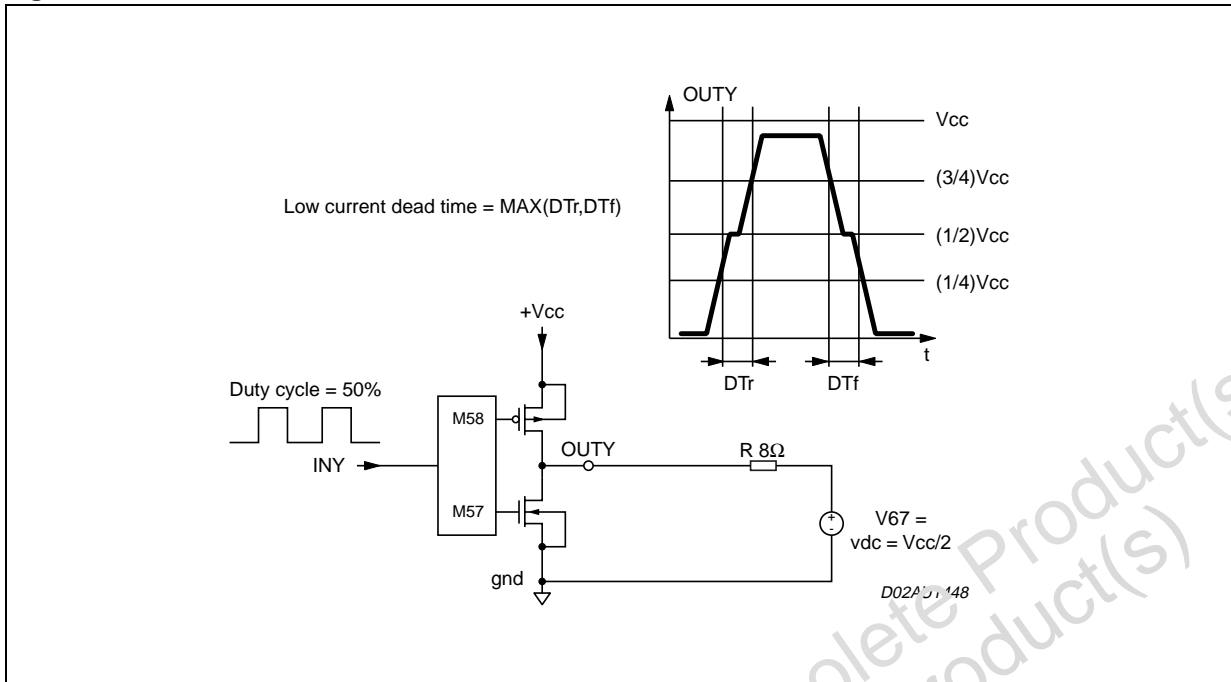 OUTY
Vcc
(3/4)Vcc
Low current dead time = MAX(DTr,DTf)
(1/2)Vcc
(1/4)Vcc
+Vcc
t
DTr
DTf
Duty cycle = 50%
M58
OUTY
R 8Ω
INY
M57
+
-
V67 =
vdc = Vcc/2
gnd